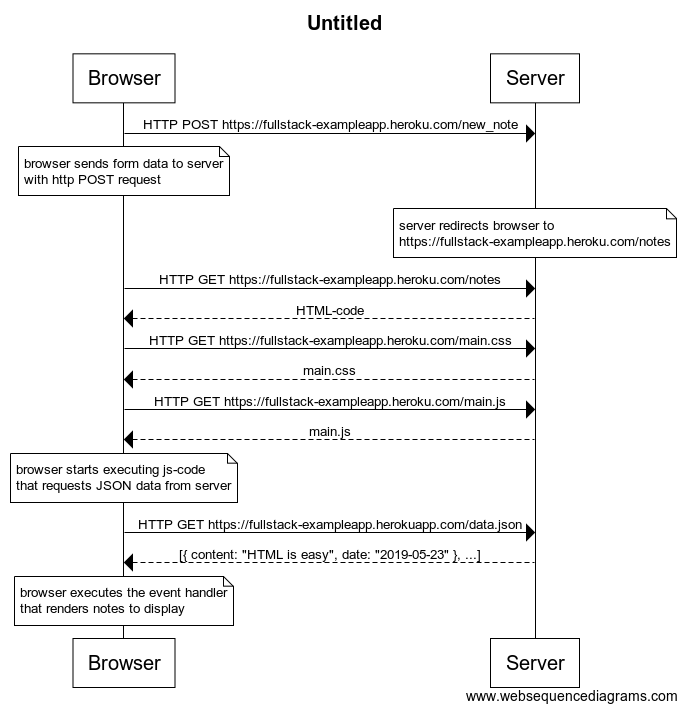 Untitled
Browser
Server
HTTP POST https://fullstack-exampleapp.heroku.com/new_note
browser sends form data to server
with http POST request
server redirects browser to
https://fullstack-exampleapp.heroku.com/notes
HTTP GET https://fullstack-exampleapp.heroku.com/notes
HTML-code
HTTP GET https://fullstack-exampleapp.heroku.com/main.css
main.css
HTTP GET https://fullstack-exampleapp.heroku.com/main.js
main.js
browser starts executing js-code
that requests JSON data from server
HTTP GET https://fullstack-exampleapp.herokuapp.com/data.json
[{ content: "HTML is easy", date: "2019-05-23" }, ...]
browser executes the event handler
that renders notes to display
Browser
Server
www.websequencediagrams.com